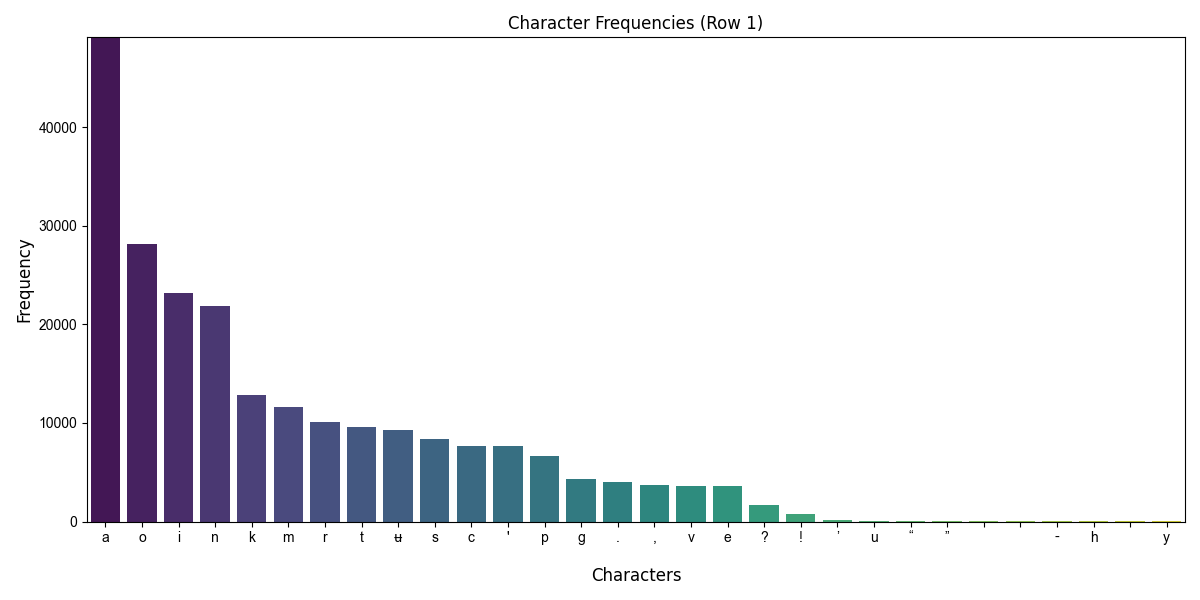 Character Frequencies (Row 1)
Frequency
40000
30000
20000
10000
0
a o i n k m r t ʉ s c ' p g . , v e ? ! ’ u “ ” - h y
Characters